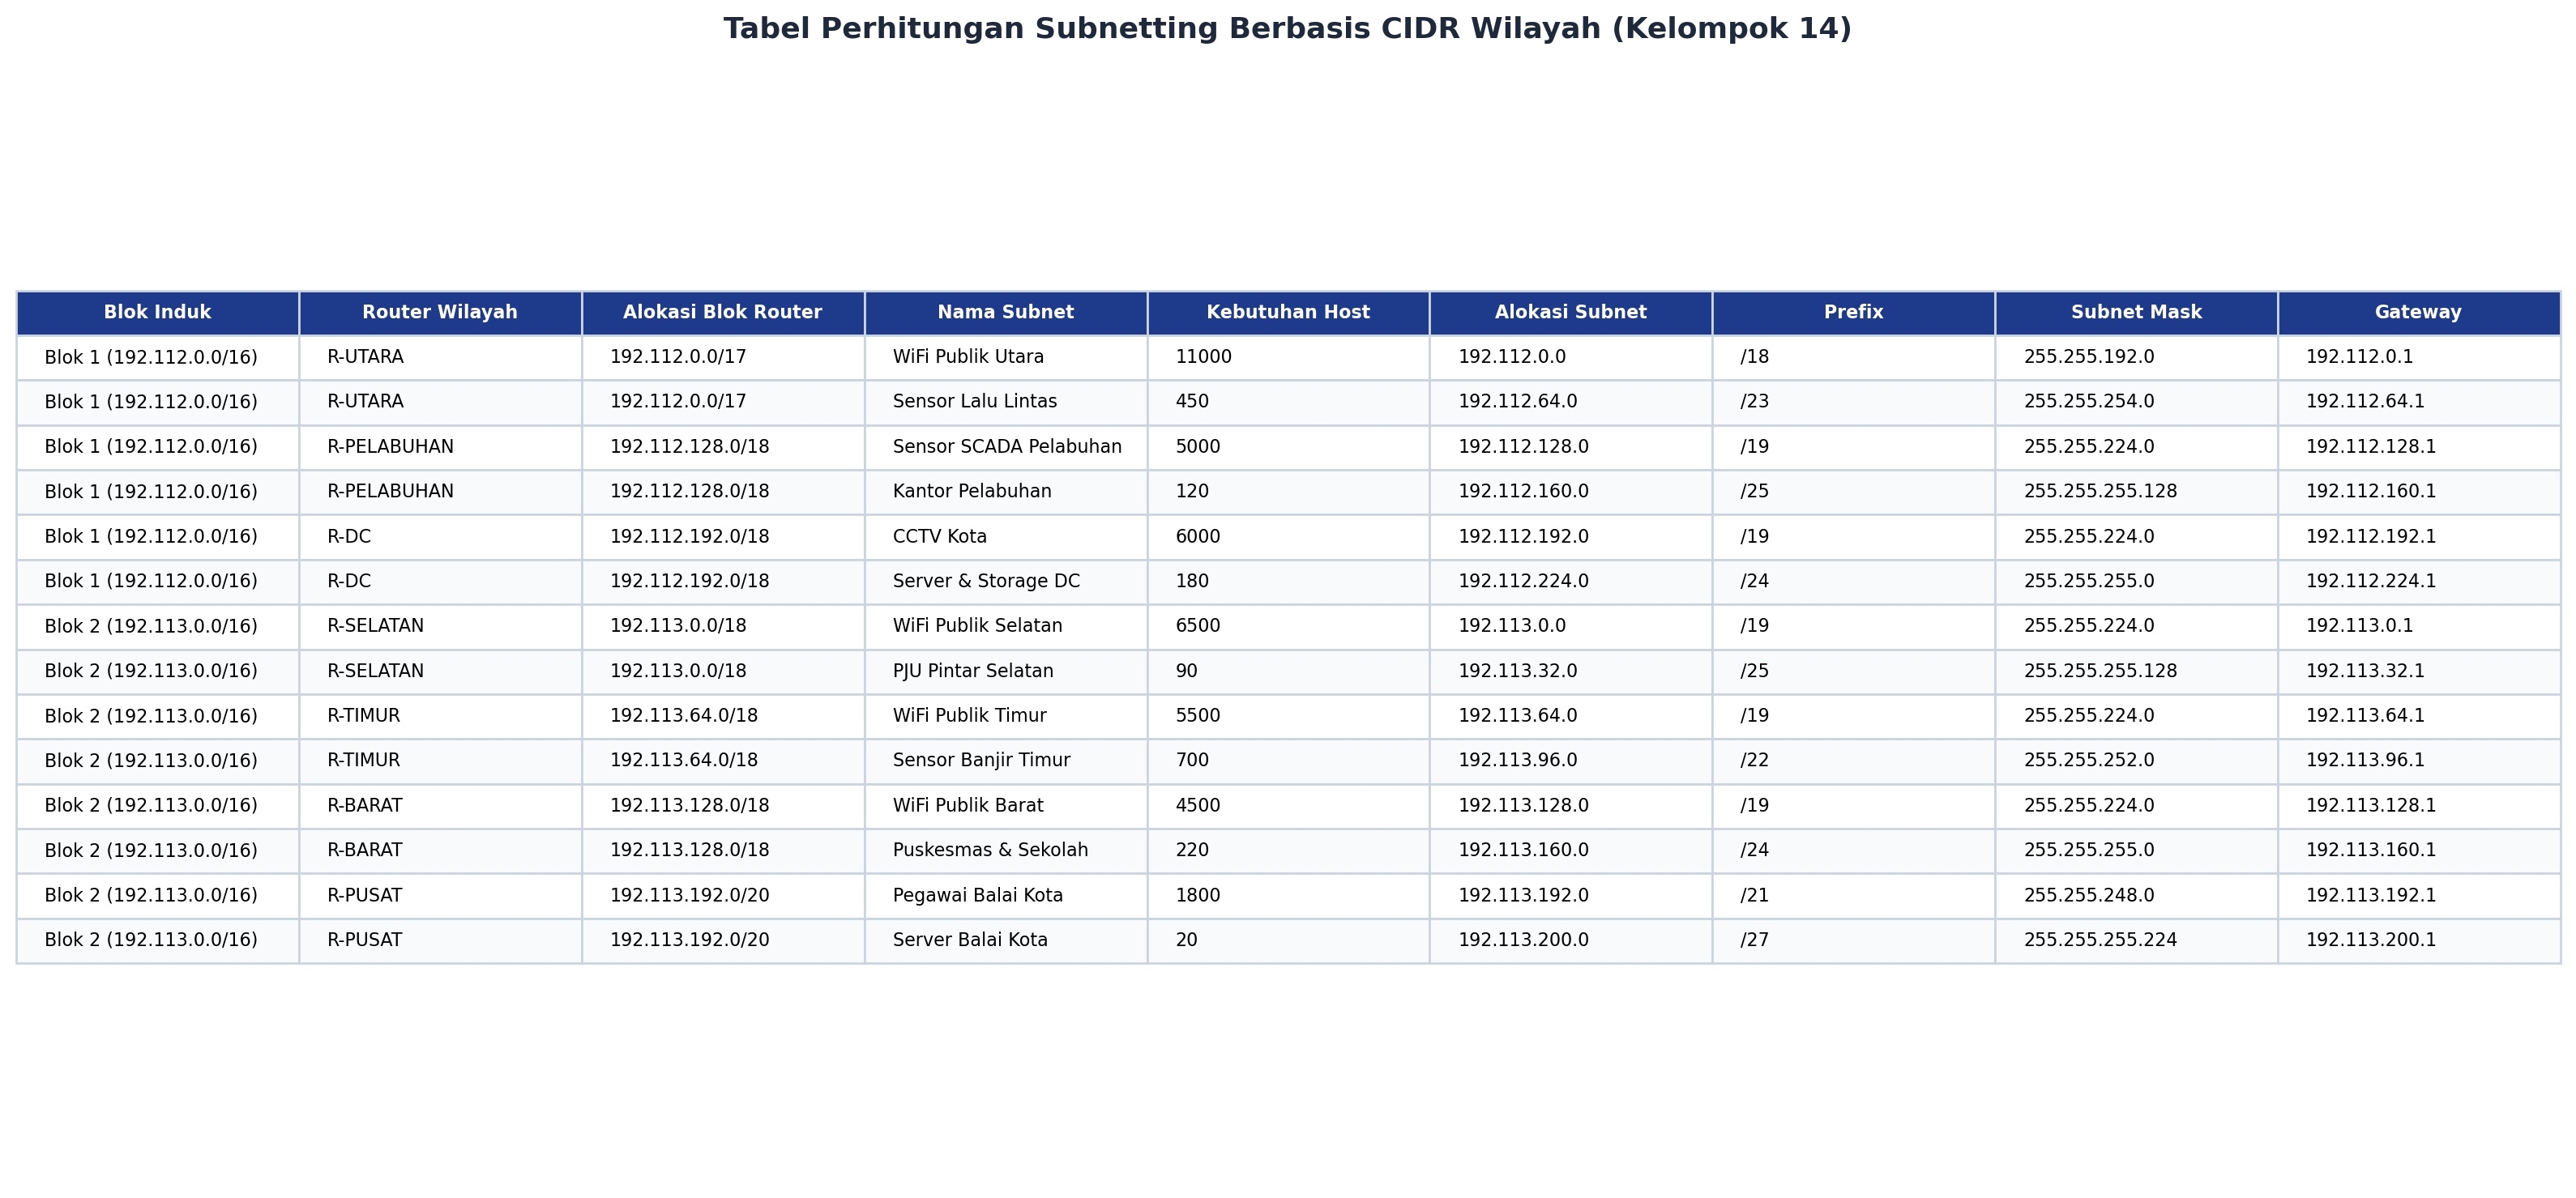 Tabel Perhitungan Subnetting Berbasis CIDR Wilayah (Kelompok 14)
Blok Induk Router Wilayah Alokasi Blok Router Nama Subnet Kebutuhan Host Alokasi Subnet Prefix Subnet Mask Gateway
Blok 1 (192.112.0.0/16) R-UTARA 192.112.0.0/17 WiFi Publik Utara 11000 192.112.0.0 /18 255.255.192.0 192.112.0.1
Blok 1 (192.112.0.0/16) R-UTARA 192.112.0.0/17 Sensor Lalu Lintas 450 192.112.64.0 /23 255.255.254.0 192.112.64.1
Blok 1 (192.112.0.0/16) R-PELABUHAN 192.112.128.0/18 Sensor SCADA Pelabuhan 5000 192.112.128.0 /19 255.255.224.0 192.112.128.1
Blok 1 (192.112.0.0/16) R-PELABUHAN 192.112.128.0/18 Kantor Pelabuhan 120 192.112.160.0 /25 255.255.255.128 192.112.160.1
Blok 1 (192.112.0.0/16) R-DC 192.112.192.0/18 CCTV Kota 6000 192.112.192.0 /19 255.255.224.0 192.112.192.1
Blok 1 (192.112.0.0/16) R-DC 192.112.192.0/18 Server & Storage DC 180 192.112.224.0 /24 255.255.255.0 192.112.224.1
Blok 2 (192.113.0.0/16) R-SELATAN 192.113.0.0/18 WiFi Publik Selatan 6500 192.113.0.0 /19 255.255.224.0 192.113.0.1
Blok 2 (192.113.0.0/16) R-SELATAN 192.113.0.0/18 PJU Pintar Selatan 90 192.113.32.0 /25 255.255.255.128 192.113.32.1
Blok 2 (192.113.0.0/16) R-TIMUR 192.113.64.0/18 WiFi Publik Timur 5500 192.113.64.0 /19 255.255.224.0 192.113.64.1
Blok 2 (192.113.0.0/16) R-TIMUR 192.113.64.0/18 Sensor Banjir Timur 700 192.113.96.0 /22 255.255.252.0 192.113.96.1
Blok 2 (192.113.0.0/16) R-BARAT 192.113.128.0/18 WiFi Publik Barat 4500 192.113.128.0 /19 255.255.224.0 192.113.128.1
Blok 2 (192.113.0.0/16) R-BARAT 192.113.128.0/18 Puskesmas & Sekolah 220 192.113.160.0 /24 255.255.255.0 192.113.160.1
Blok 2 (192.113.0.0/16) R-PUSAT 192.113.192.0/20 Pegawai Balai Kota 1800 192.113.192.0 /21 255.255.248.0 192.113.192.1
Blok 2 (192.113.0.0/16) R-PUSAT 192.113.192.0/20 Server Balai Kota 20 192.113.200.0 /27 255.255.255.224 192.113.200.1